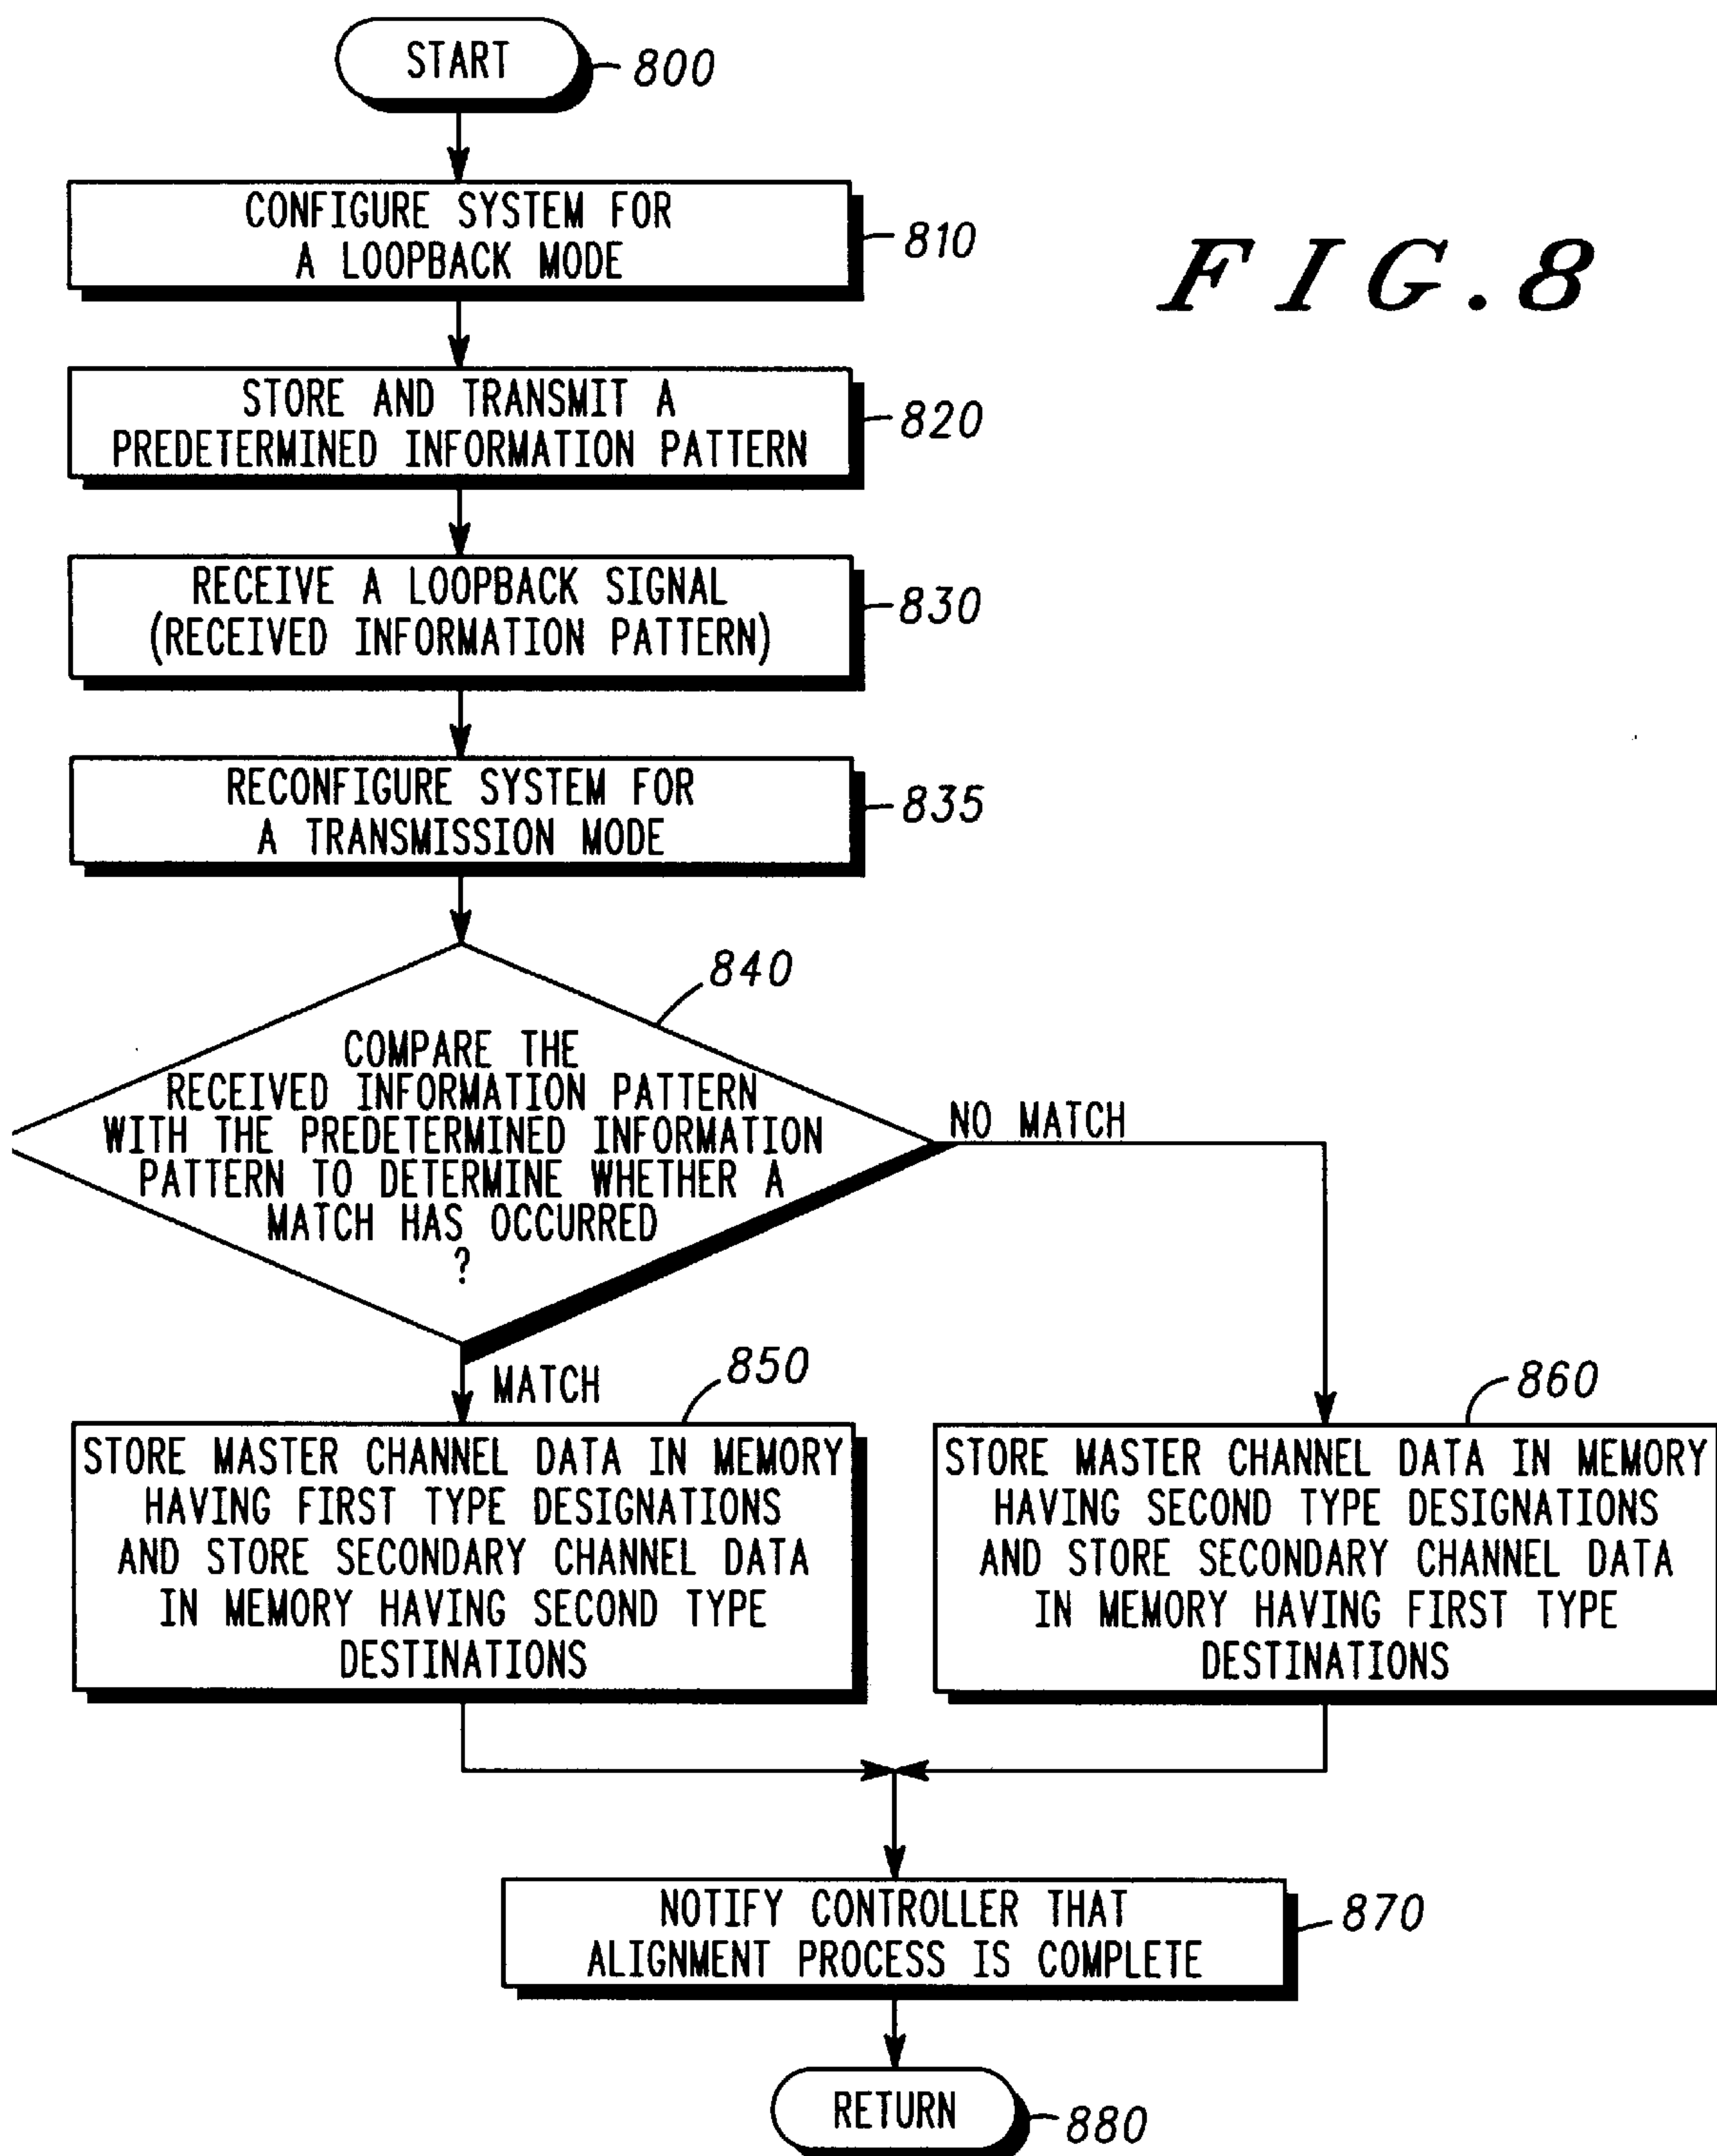 START
800
CONFIGURE SYSTEM FOR
A LOOPBACK MODE
810
FIG.8
STORE AND TRANSMIT A
PREDETERMINED INFORMATION PATTERN
820
RECEIVE A LOOPBACK SIGNAL
(RECEIVED INFORMATION PATTERN)
830
RECONFIGURE SYSTEM FOR
A TRANSMISSION MODE
835
840
COMPARE THE
RECEIVED INFORMATION PATTERN
WITH THE PREDETERMINED INFORMATION
PATTERN TO DETERMINE WHETHER A
MATCH HAS OCCURRED
?
NO MATCH
MATCH
850
STORE MASTER CHANNEL DATA IN MEMORY
HAVING FIRST TYPE DESIGNATIONS
AND STORE SECONDARY CHANNEL DATA
IN MEMORY HAVING SECOND TYPE
DESTINATIONS
860
STORE MASTER CHANNEL DATA IN MEMORY
HAVING SECOND TYPE DESIGNATIONS
AND STORE SECONDARY CHANNEL DATA
IN MEMORY HAVING FIRST TYPE
DESTINATIONS
NOTIFY CONTROLLER THAT
ALIGNMENT PROCESS IS COMPLETE
870
RETURN
880